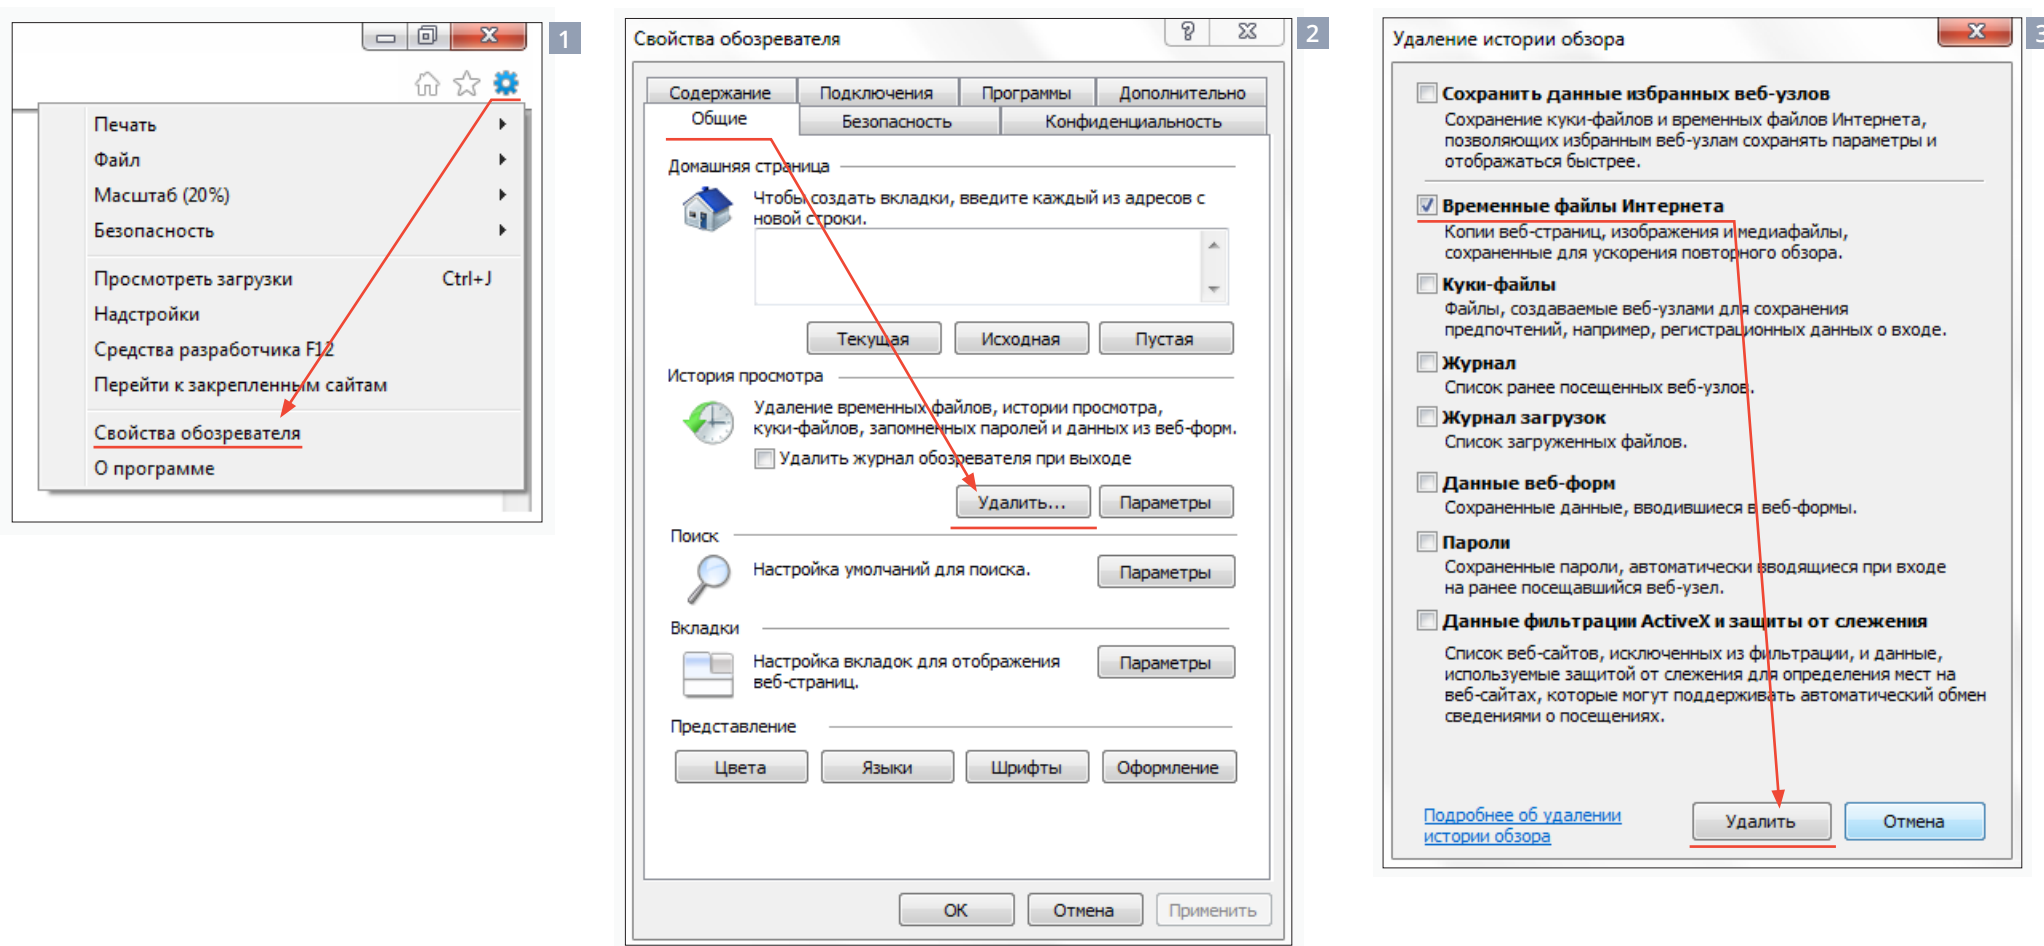 1
Печать
Файл
Масштаб (20%)
Безопасность
Просмотреть загрузки Ctrl+J
Надстройки
Средства разработчика F12
Перейти к закрепленным сайтам
Свойства обозревателя
О программе
2
Свойства обозревателя
Содержание Подключения Программы Дополнительно
Общие Безопасность Конфиденциальность
Домашняя страница
Чтобы создать вкладки, введите каждый из адресов с
новой строки.
Текущая Исходная Пустая
История просмотра
Удаление временных файлов, истории просмотра,
куки-файлов, запомненных паролей и данных из веб-форм.
Удалить журнал обозревателя при выходе
Удалить... Параметры
Поиск
Настройка умолчаний для поиска.
Параметры
Вкладки
Настройка вкладок для отображения
веб-страниц.
Параметры
Представление
Цвета Языки Шрифты Оформление
ОК Отмена Применить
3
Удаление истории обзора
Сохранить данные избранных веб-узлов
Сохранение куки-файлов и временных файлов Интернета,
позволяющих избранным веб-узлам сохранять параметры и
отображаться быстрее.
Временные файлы Интернета
Копии веб-страниц, изображения и медиафайлы,
сохраненные для ускорения повторного обзора.
Куки-файлы
Файлы, создаваемые веб-узлами для сохранения
предпочтений, например, регистрационных данных о входе.
Журнал
Список ранее посещенных веб-узлов.
Журнал загрузок
Список загруженных файлов.
Данные веб-форм
Сохраненные данные, вводившиеся в веб-формы.
Пароли
Сохраненные пароли, автоматически вводящиеся при входе
на ранее посещавшийся веб-узел.
Данные фильтрации ActiveX и защиты от слежения
Список веб-сайтов, исключенных из фильтрации, и данные,
используемые защитой от слежения для определения мест на
веб-сайтах, которые могут поддерживать автоматический обмен
сведениями о посещениях.
Подробнее об удалении
истории обзора
Удалить Отмена